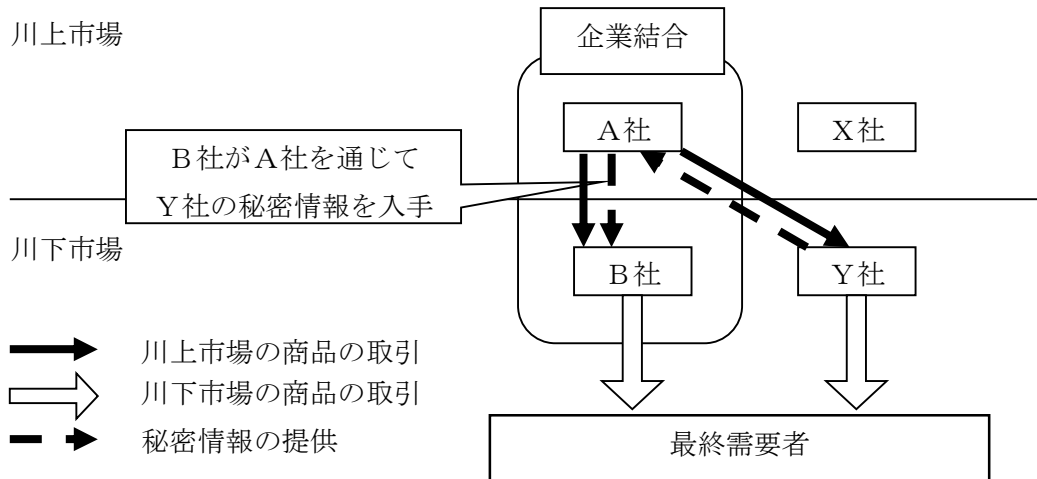 川上市場
企業結合
A社
X社
B社がA社を通じて
Y社の秘密情報を入手
川下市場
B社
Y社
川上市場の商品の取引
川下市場の商品の取引
秘密情報の提供
最終需要者